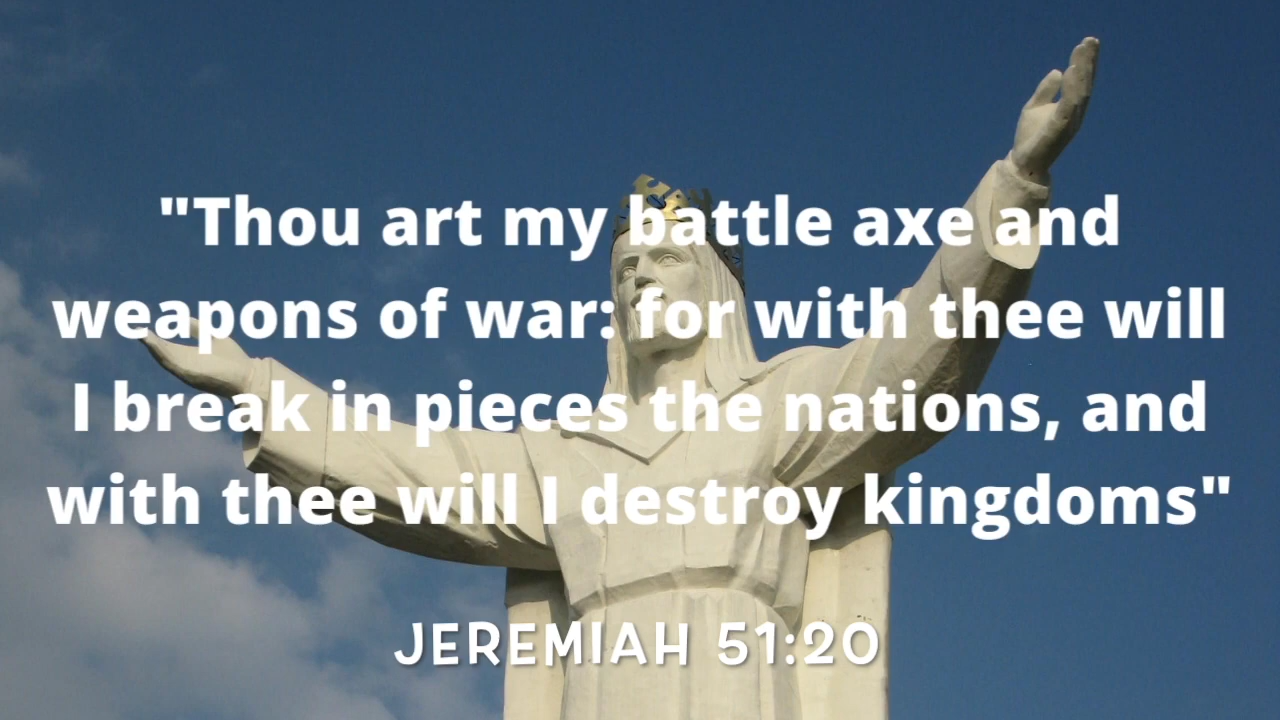 "Thou art my battle axe and
weapons of war: for with thee will
I break in pieces the nations, and
with thee will I destroy kingdoms"
JEREMIAH 51:20